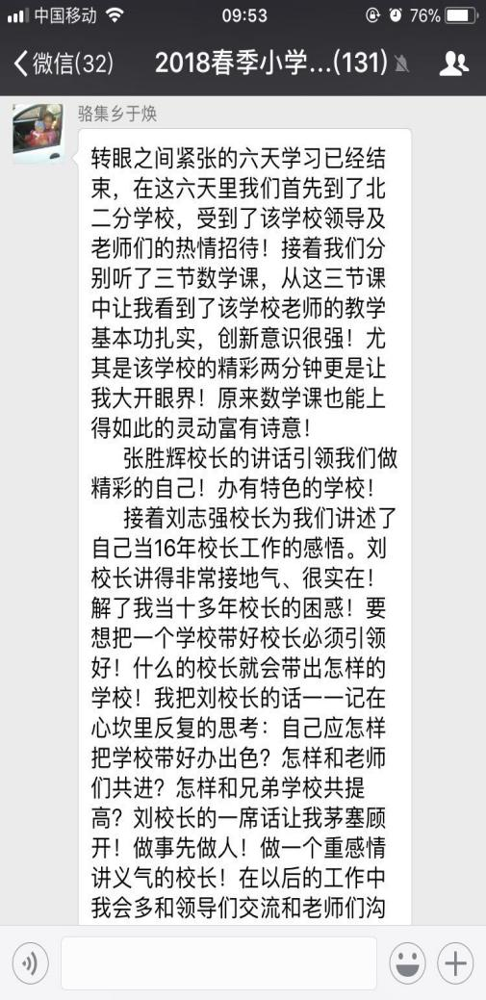 中国移动 09:53 76%
微信(32) 2018春季小学...(131)
骆集乡于焕
转眼之间紧张的六天学习已经结
束，在这六天里我们首先到了北
二分学校，受到了该学校领导及
老师们的热情招待！接着我们分
别听了三节数学课，从这三节课
中让我看到了该学校老师的教学
基本功扎实，创新意识很强！尤
其是该学校的精彩两分钟更是让
我大开眼界！原来数学课也能上
得如此的灵动富有诗意！
张胜辉校长的讲话引领我们做
精彩的自己！办有特色的学校！
接着刘志强校长为我们讲述了
自己当16年校长工作的感悟。刘
校长讲得非常接地气、很实在！
解了我当十多年校长的困惑！要
想把一个学校带好校长必须引领
好！什么的校长就会带出怎样的
学校！我把刘校长的话一一记在
心坎里反复的思考：自己应怎样
把学校带好办出色？怎样和老师
们共进？怎样和兄弟学校共提
高？刘校长的一席话让我茅塞顾
开！做事先做人！做一个重感情
讲义气的校长！在以后的工作中
我会多和领导们交流和老师们沟